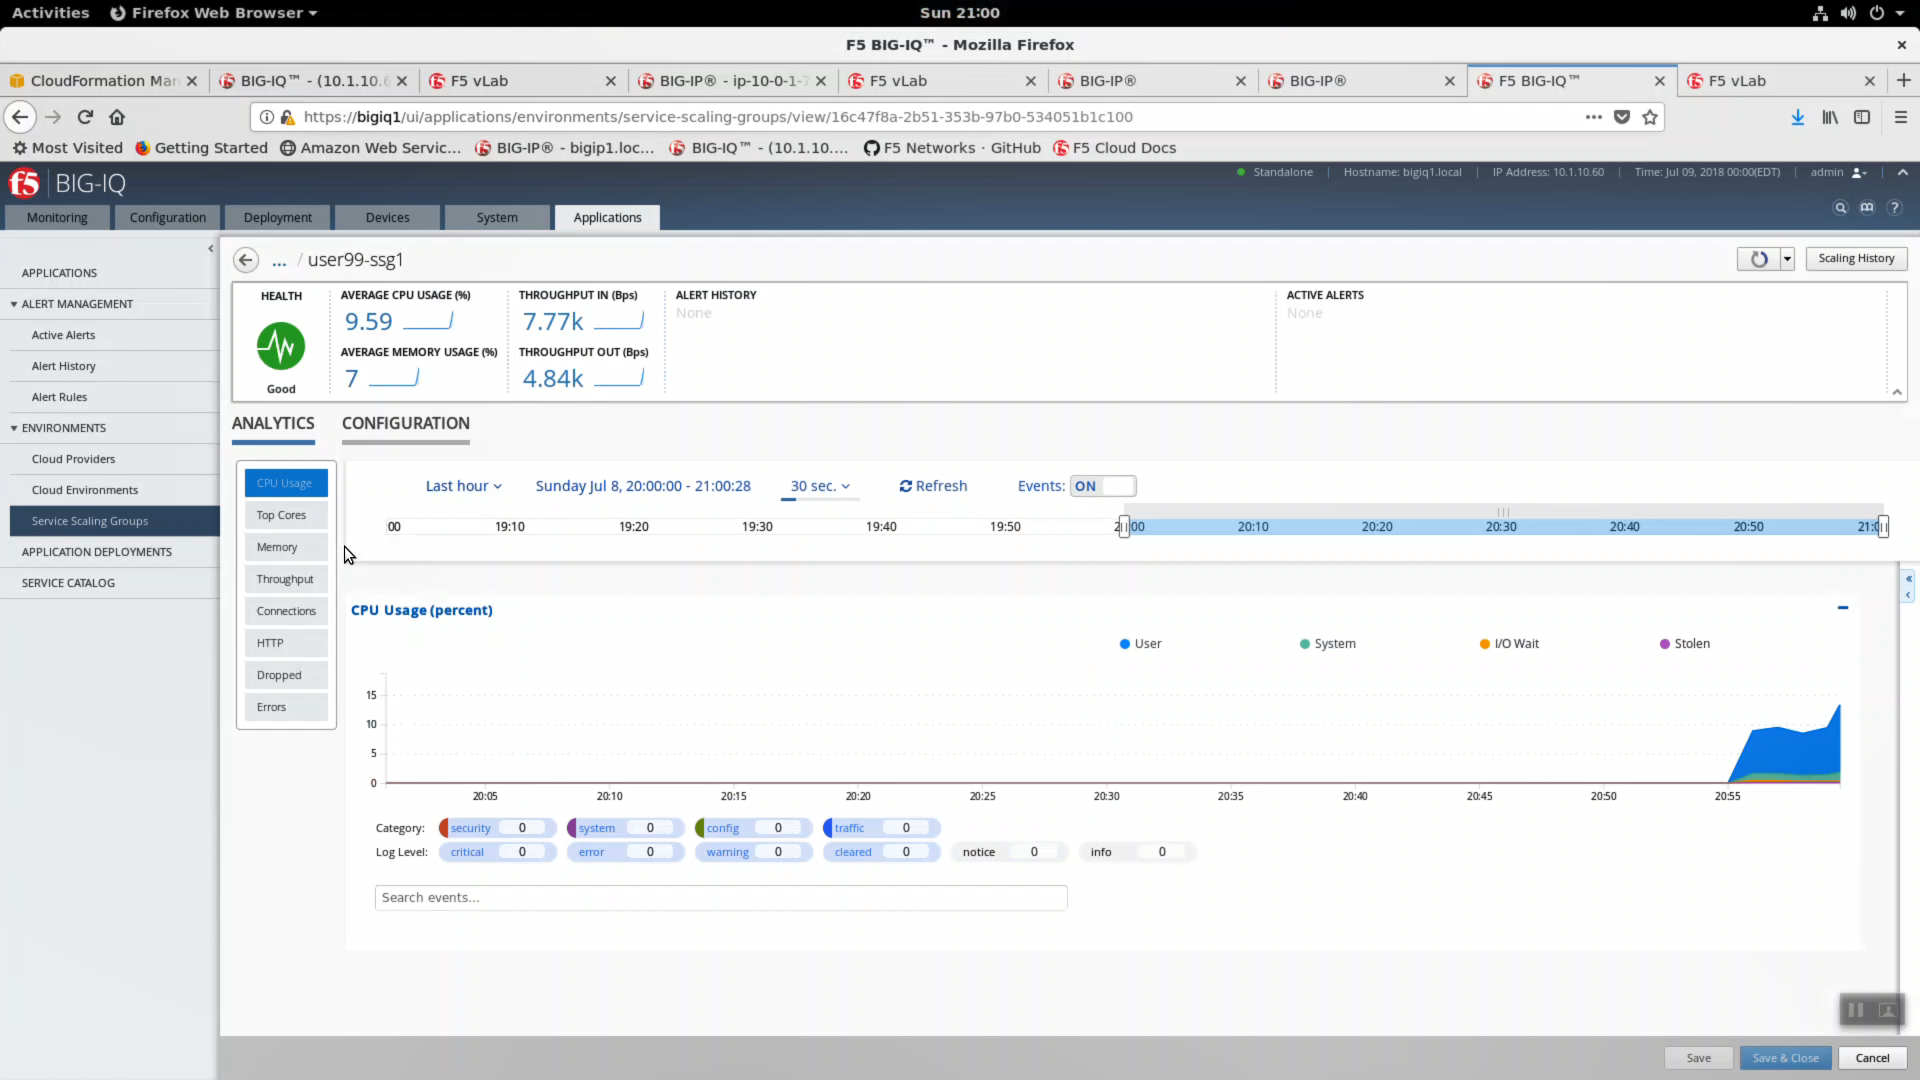 Activities Firefox Web Browser Sun 21:00
F5 BIG-IQ™ - Mozilla Firefox
CloudFormation Man BIG-IQ™ - (10.1.10.6 F5 vLab BIG-IP® - ip-10-0-1-7 F5 vLab BIG-IP® BIG-IP® F5 BIG-IQ™ F5 vLab
https://bigiq1/ui/applications/environments/service-scaling-groups/view/16c47f8a-2b51-353b-97b0-534051b1c100
Most Visited Getting Started Amazon Web Servic... BIG-IP® - bigip1.loc... BIG-IQ™ - (10.1.10.... F5 Networks · GitHub F5 Cloud Docs
f5 BIG-IQ Standalone Hostname: bigiq1.local IP Address: 10.1.10.60 Time: Jul 09, 2018 00:00(EDT) admin
Monitoring Configuration Deployment Devices System Applications
APPLICATIONS
ALERT MANAGEMENT
Active Alerts
Alert History
Alert Rules
ENVIRONMENTS
Cloud Providers
Cloud Environments
Service Scaling Groups
APPLICATION DEPLOYMENTS
SERVICE CATALOG
... / user99-ssg1 Scaling History
HEALTH AVERAGE CPU USAGE (%) THROUGHPUT IN (Bps) ALERT HISTORY ACTIVE ALERTS
9.59 7.77k None None
AVERAGE MEMORY USAGE (%) THROUGHPUT OUT (Bps)
7 4.84k
Good
ANALYTICS CONFIGURATION
CPU Usage
Top Cores
Memory
Throughput
Connections
HTTP
Dropped
Errors
Last hour Sunday Jul 8, 20:00:00 - 21:00:28 30 sec. Refresh Events: ON
00 19:10 19:20 19:30 19:40 19:50 2 00 20:10 20:20 20:30 20:40 20:50 21:0
CPU Usage (percent)
User System I/O Wait Stolen
15
10
5
0
20:05 20:10 20:15 20:20 20:25 20:30 20:35 20:40 20:45 20:50 20:55
Category: security 0 system 0 config 0 traffic 0
Log Level: critical 0 error 0 warning 0 cleared 0 notice 0 info 0
Search events...
Save Save & Close Cancel